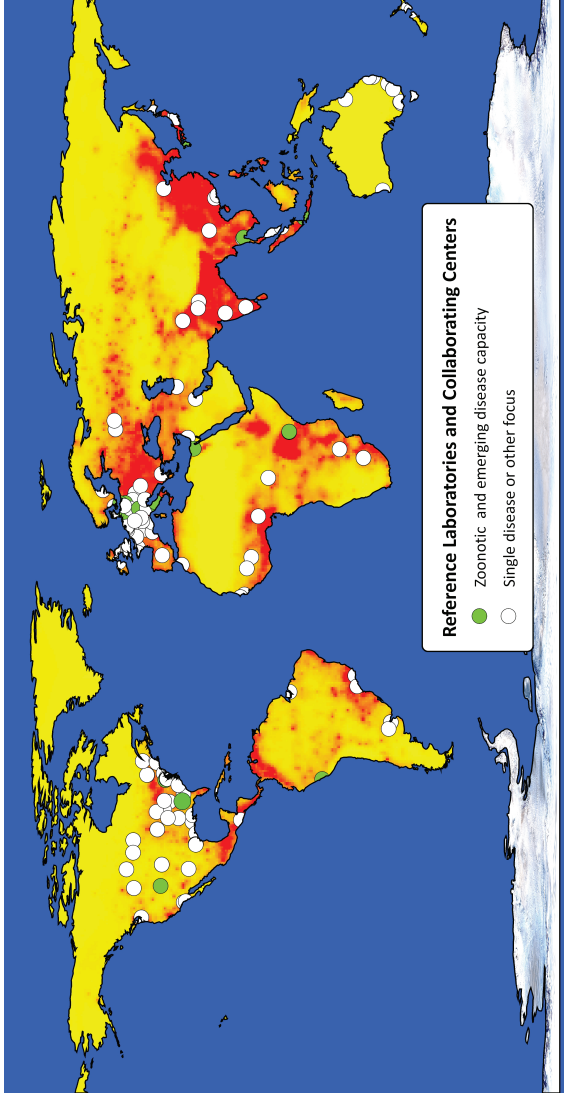 Reference Laboratories and Collaborating Centers
Zoonotic and emerging disease capacity
Single disease or other focus